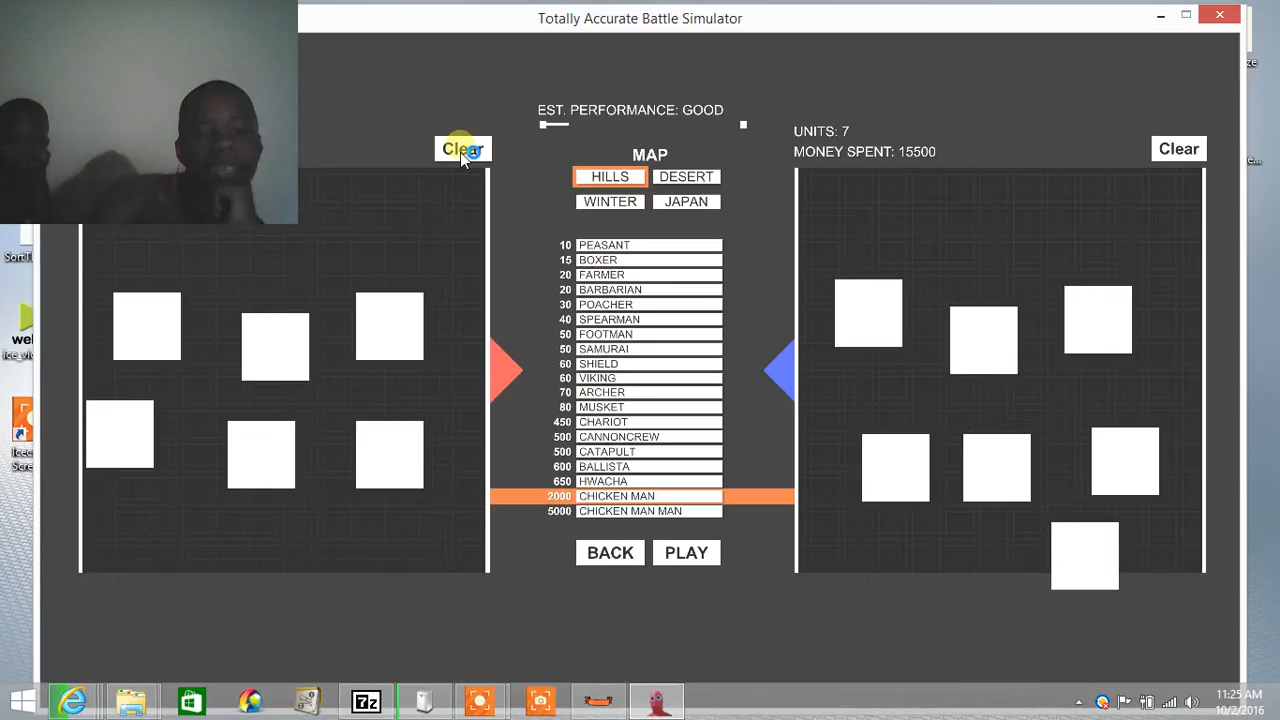 Totally Accurate Battle Simulator
EST. PERFORMANCE: GOOD
UNITS: 7
MONEY SPENT: 15500
Clear
MAP
Clear
HILLS
DESERT
WINTER
JAPAN
10 PEASANT
15 BOXER
20 FARMER
20 BARBARIAN
30 POACHER
40 SPEARMAN
50 FOOTMAN
50 SAMURAI
60 SHIELD
60 VIKING
70 ARCHER
80 MUSKET
450 CHARIOT
500 CANNONCREW
500 CATAPULT
600 BALLISTA
650 HWACHA
2000 CHICKEN MAN
5000 CHICKEN MAN MAN
BACK
PLAY
7z
11:25 AM
10/2/2016